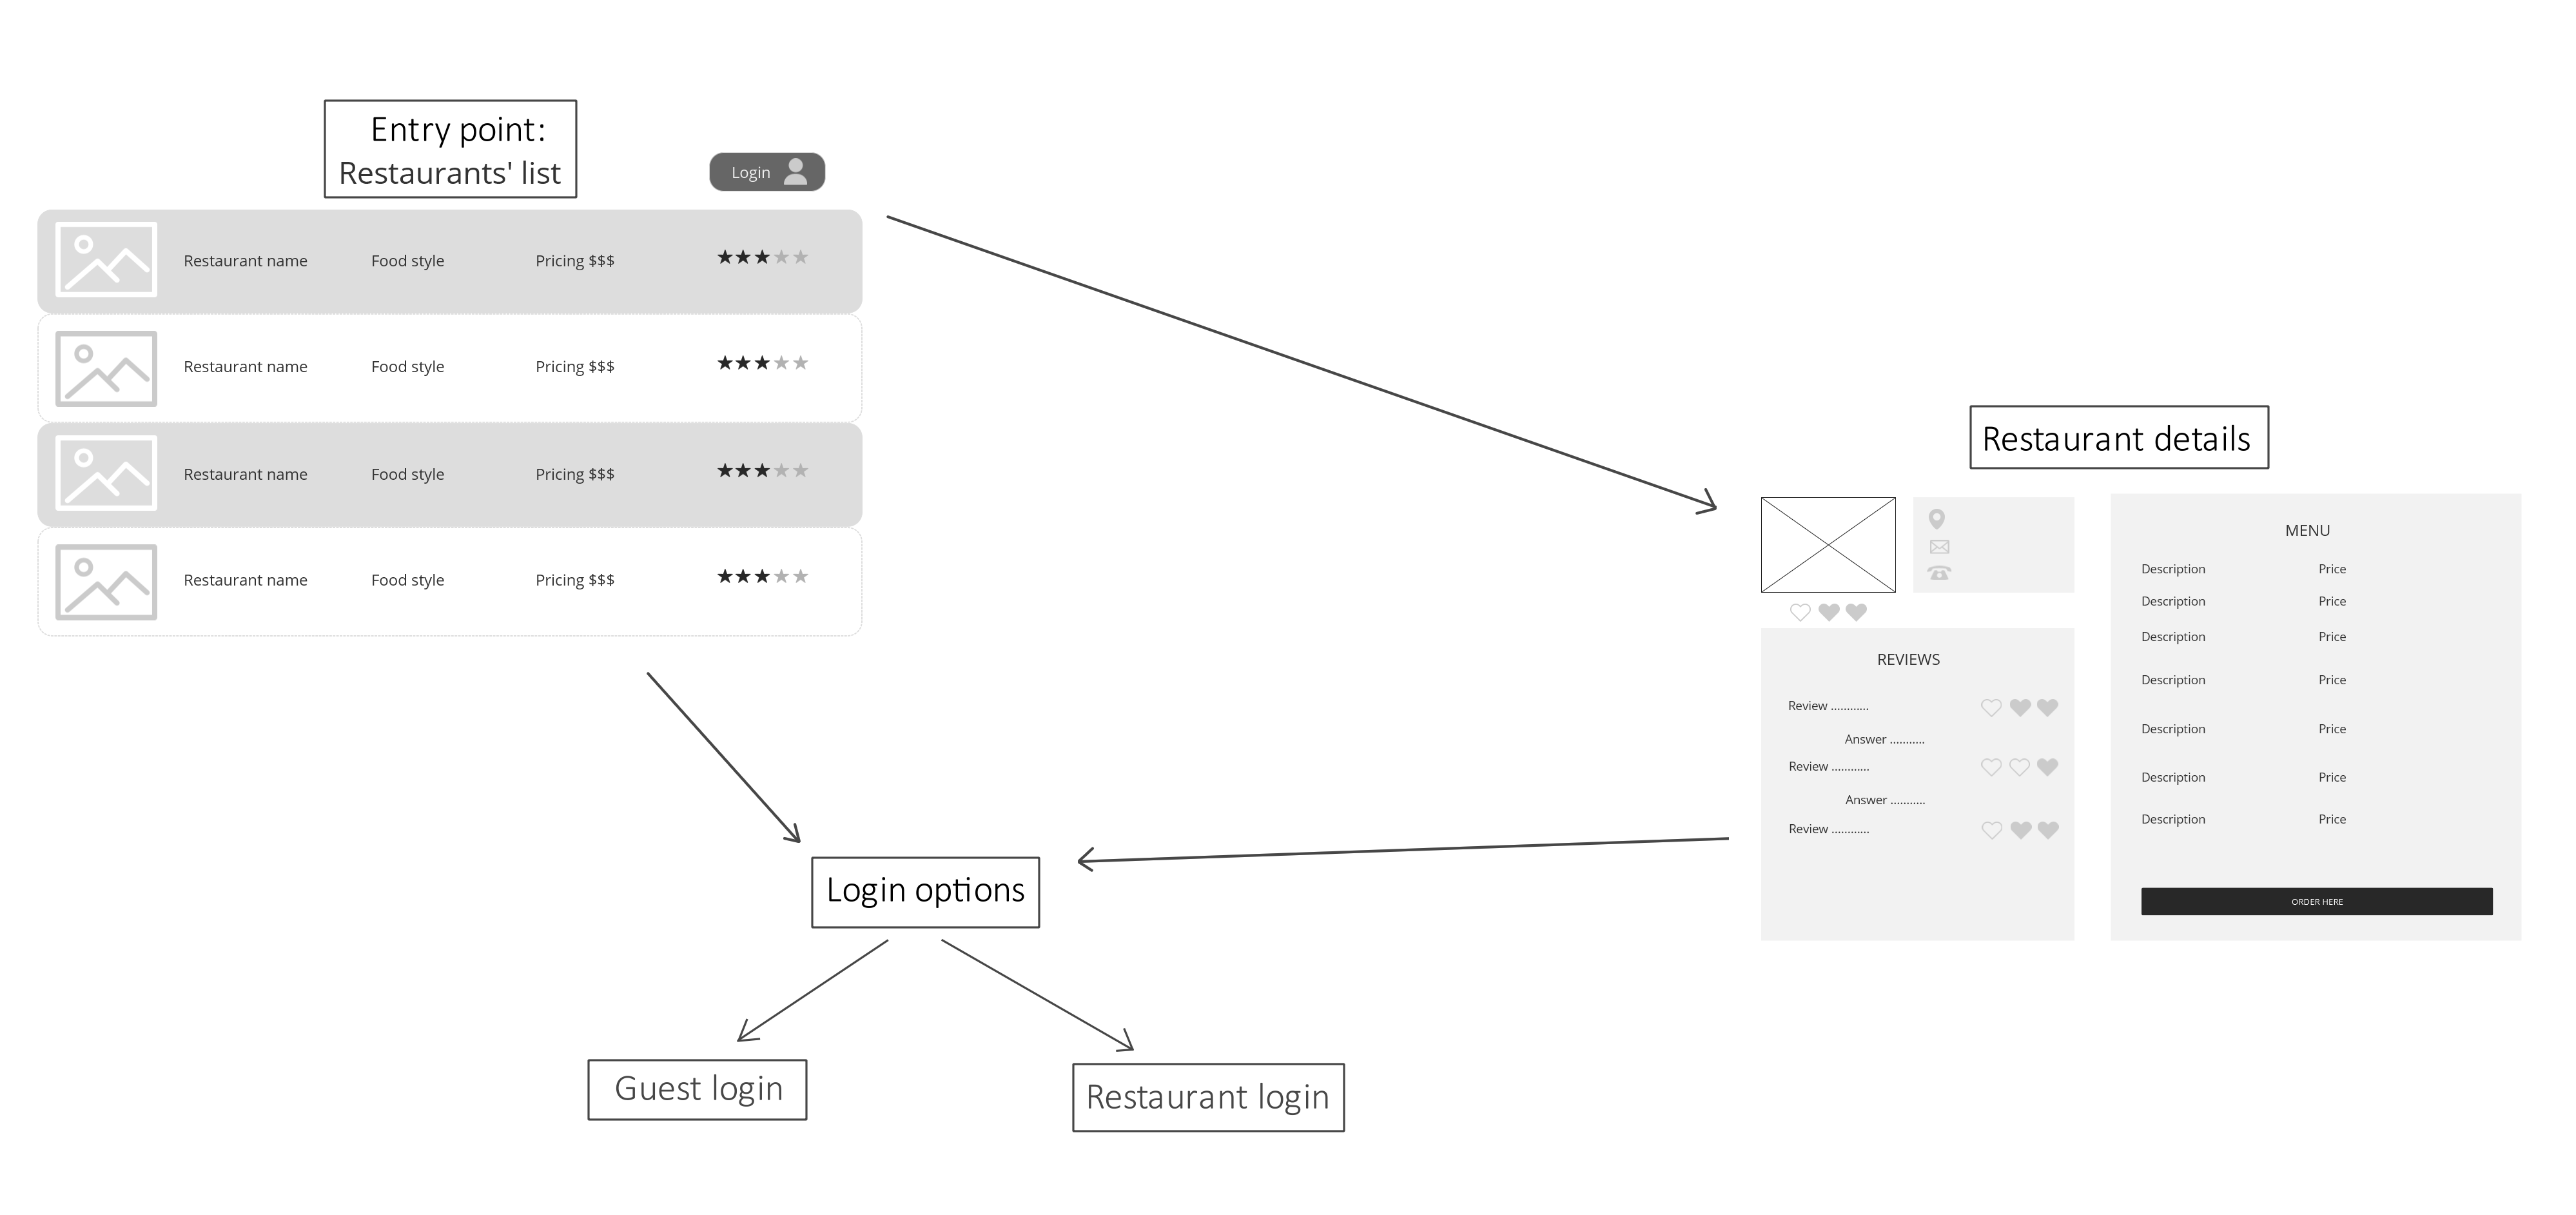 Entry point:
Restaurants' list
Login
Restaurant name Food style Pricing $$$
Restaurant name Food style Pricing $$$
Restaurant name Food style Pricing $$$
Restaurant name Food style Pricing $$$
Restaurant details
REVIEWS
Review ............
Answer ...........
Review ............
Answer ...........
Review ............
MENU
Description Price
Description Price
Description Price
Description Price
Description Price
Description Price
Description Price
ORDER HERE
Login options
Guest login
Restaurant login